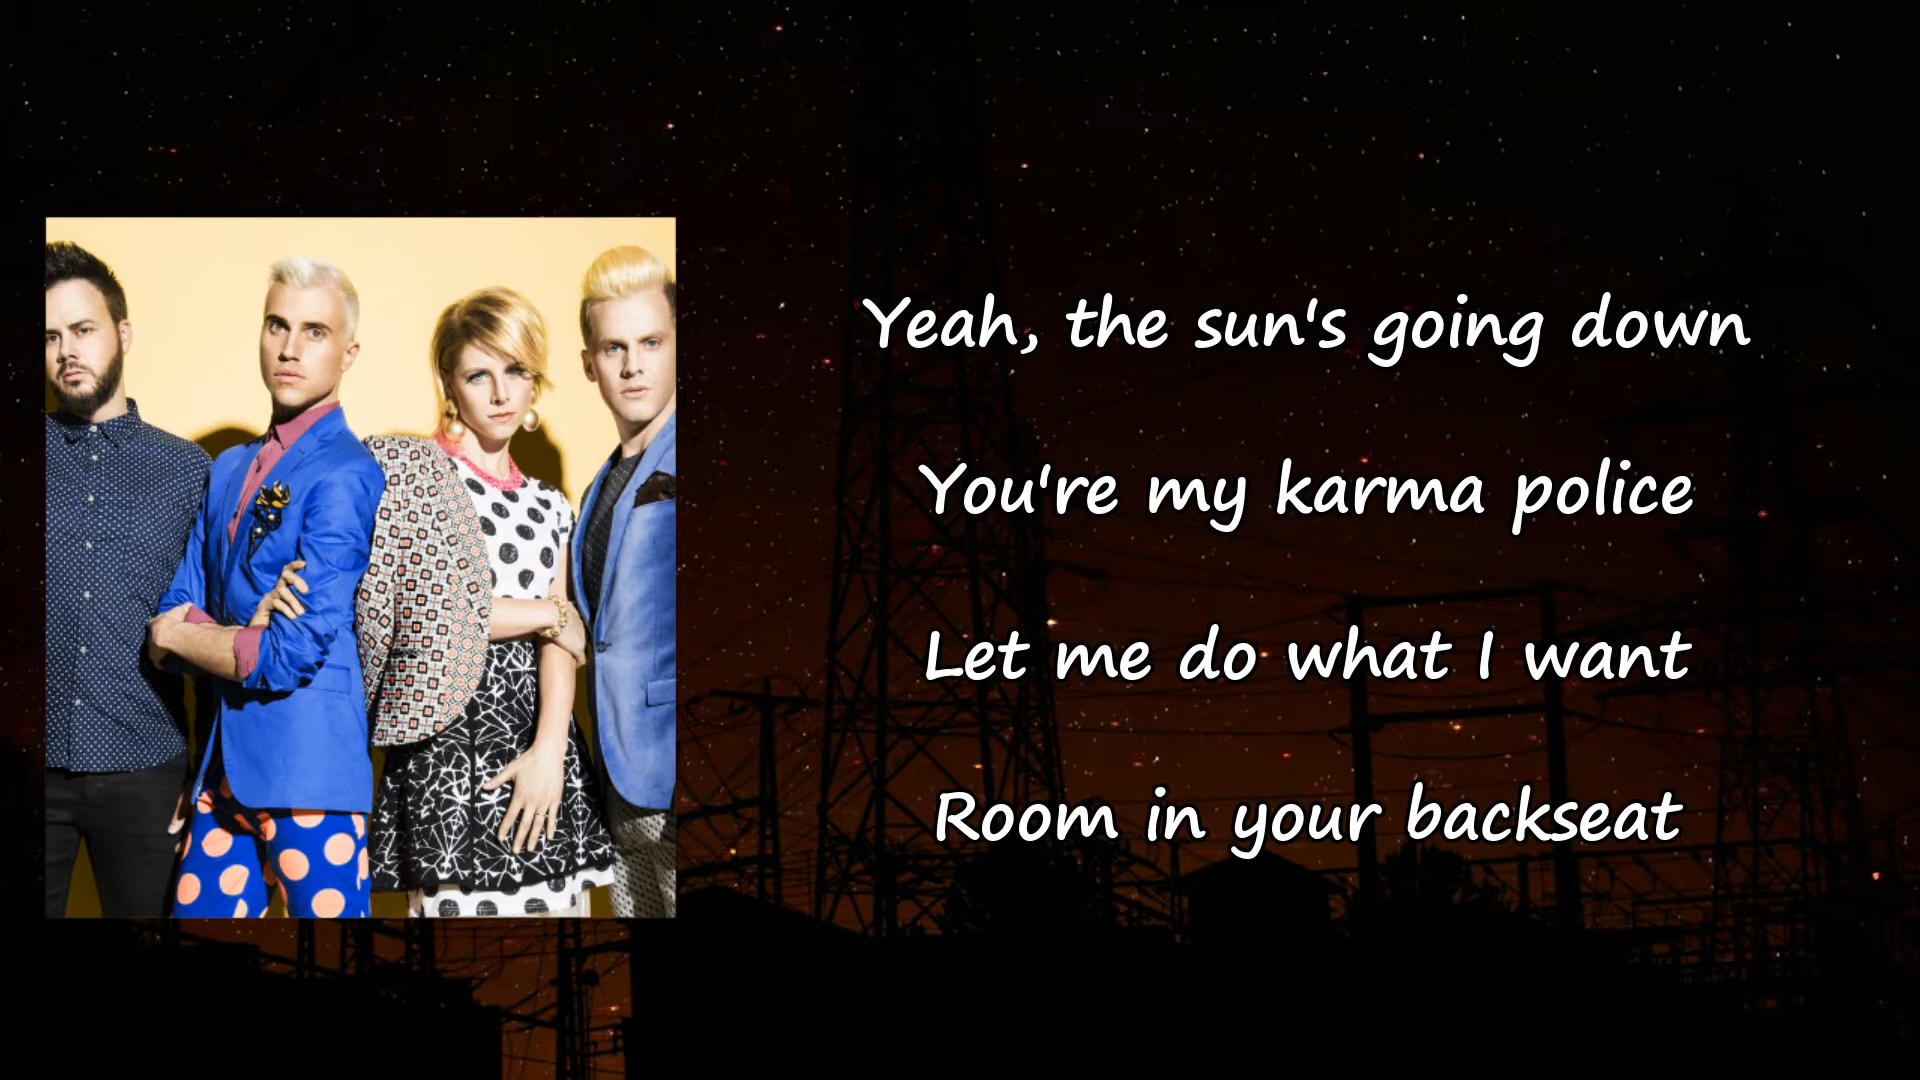 Yeah, the sun's going down
You're my karma police
Let me do what I want
Room in your backseat